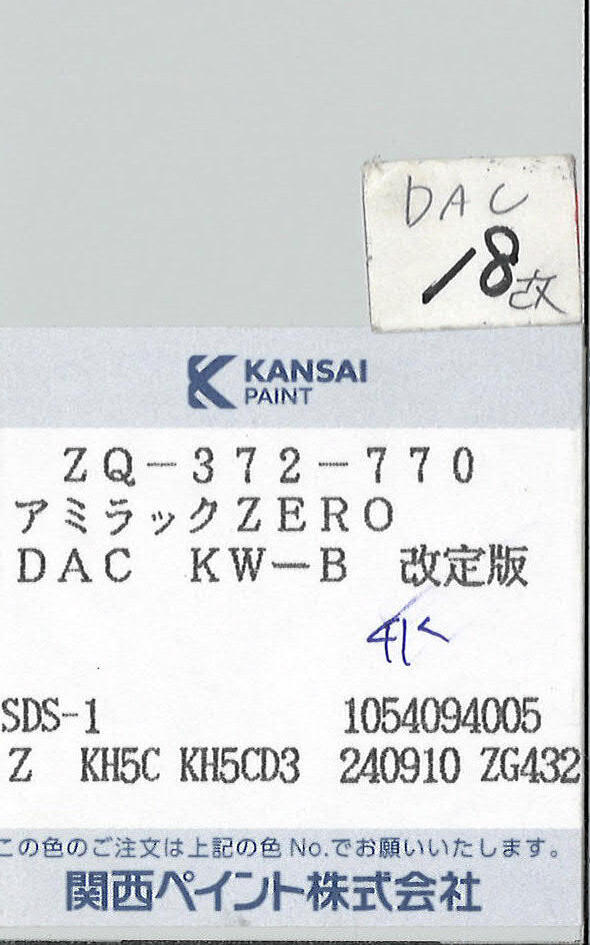 DAC
18改
KANSAI
PAINT
ZQ-372-770
アミラックZERO
DAC KW-B 改定版
SDS-1 1054094005
Z KH5C KH5CD3 240910 ZG432
この色のご注文は上記の色No.でお願いいたします。
関西ペイント株式会社